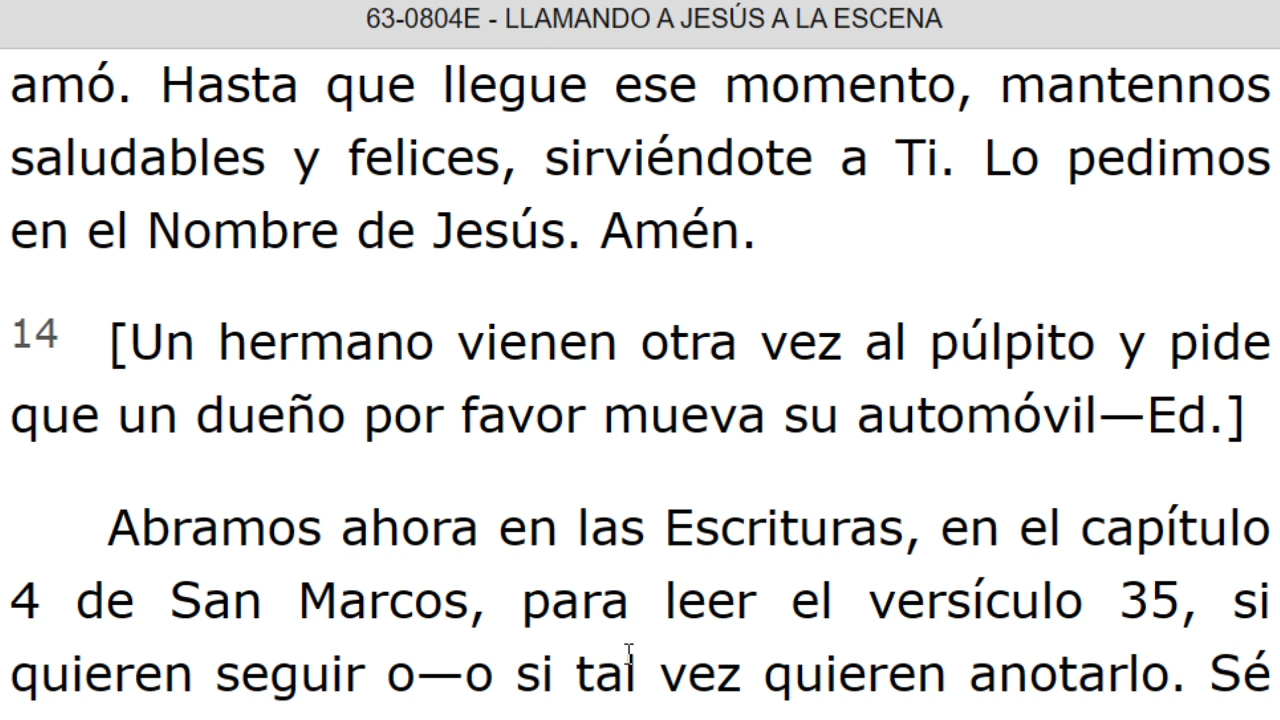 63-0804E - LLAMANDO A JESÚS A LA ESCENA
amó. Hasta que llegue ese momento, mantennos
saludables y felices, sirviéndote a Ti. Lo pedimos
en el Nombre de Jesús. Amén.
14 [Un hermano vienen otra vez al púlpito y pide
que un dueño por favor mueva su automóvil—Ed.]
Abramos ahora en las Escrituras, en el capítulo
4 de San Marcos, para leer el versículo 35, si
quieren seguir o—o si tal vez quieren anotarlo. Sé